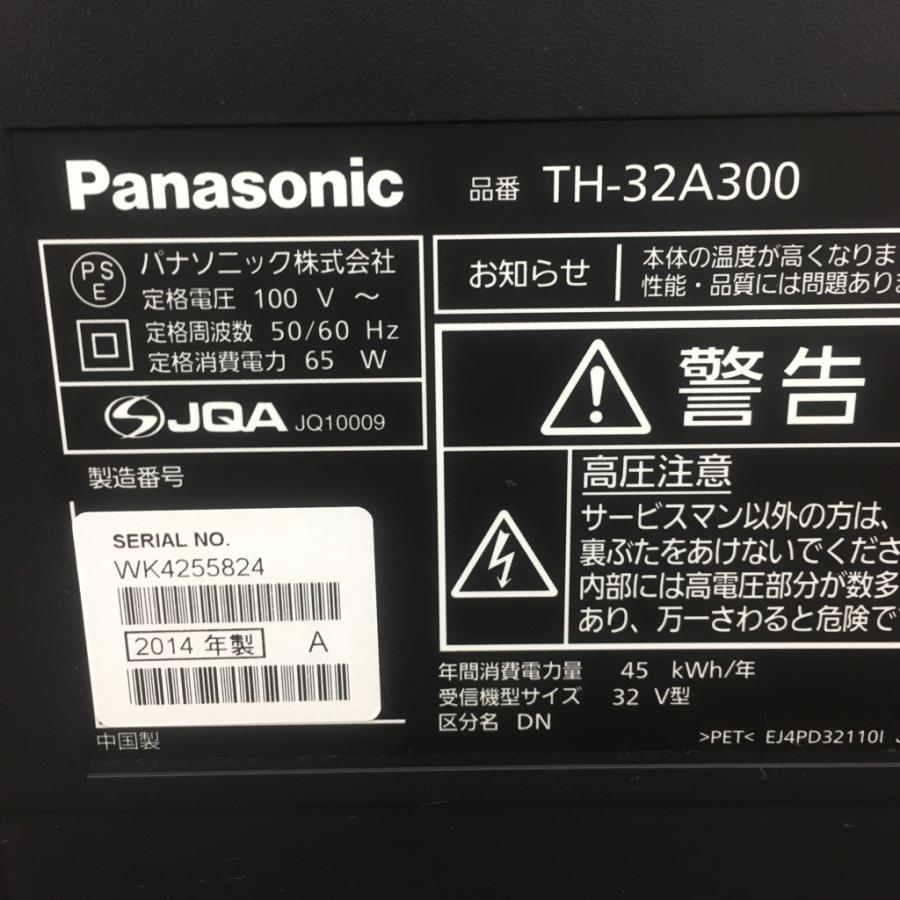 Panasonic 品番 TH-32A300
PS
E
パナソニック株式会社
定格電圧 100 V ～
定格周波数 50/60 Hz
定格消費電力 65 W
JQA JQ10009
お知らせ
本体の温度が高くなりま
性能・品質には問題あり
警告
高圧注意
サービスマン以外の方は、
裏ぶたをあけないでくださ
内部には高電圧部分が数多
あり、万一さわると危険で
製造番号
SERIAL NO.
WK4255824
2014 年製 A
中国製
年間消費電力量 45 kWh/年
受信機型サイズ 32 V型
区分名 DN
>PET< EJ4PD32110I J